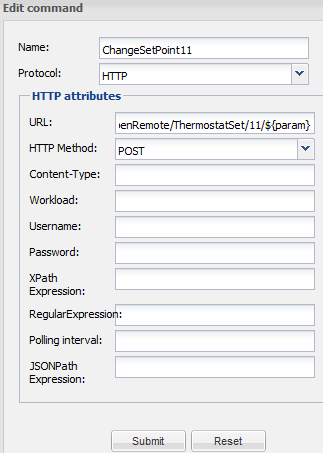 Edit command
Name: ChangeSetPoint11
Protocol: HTTP
HTTP attributes
URL: enRemote/ThermostatSet/11/${param}
HTTP Method: POST
Content-Type:
Workload:
Username:
Password:
XPath
Expression:
RegularExpression:
Polling interval:
JSONPath
Expression:
Submit Reset